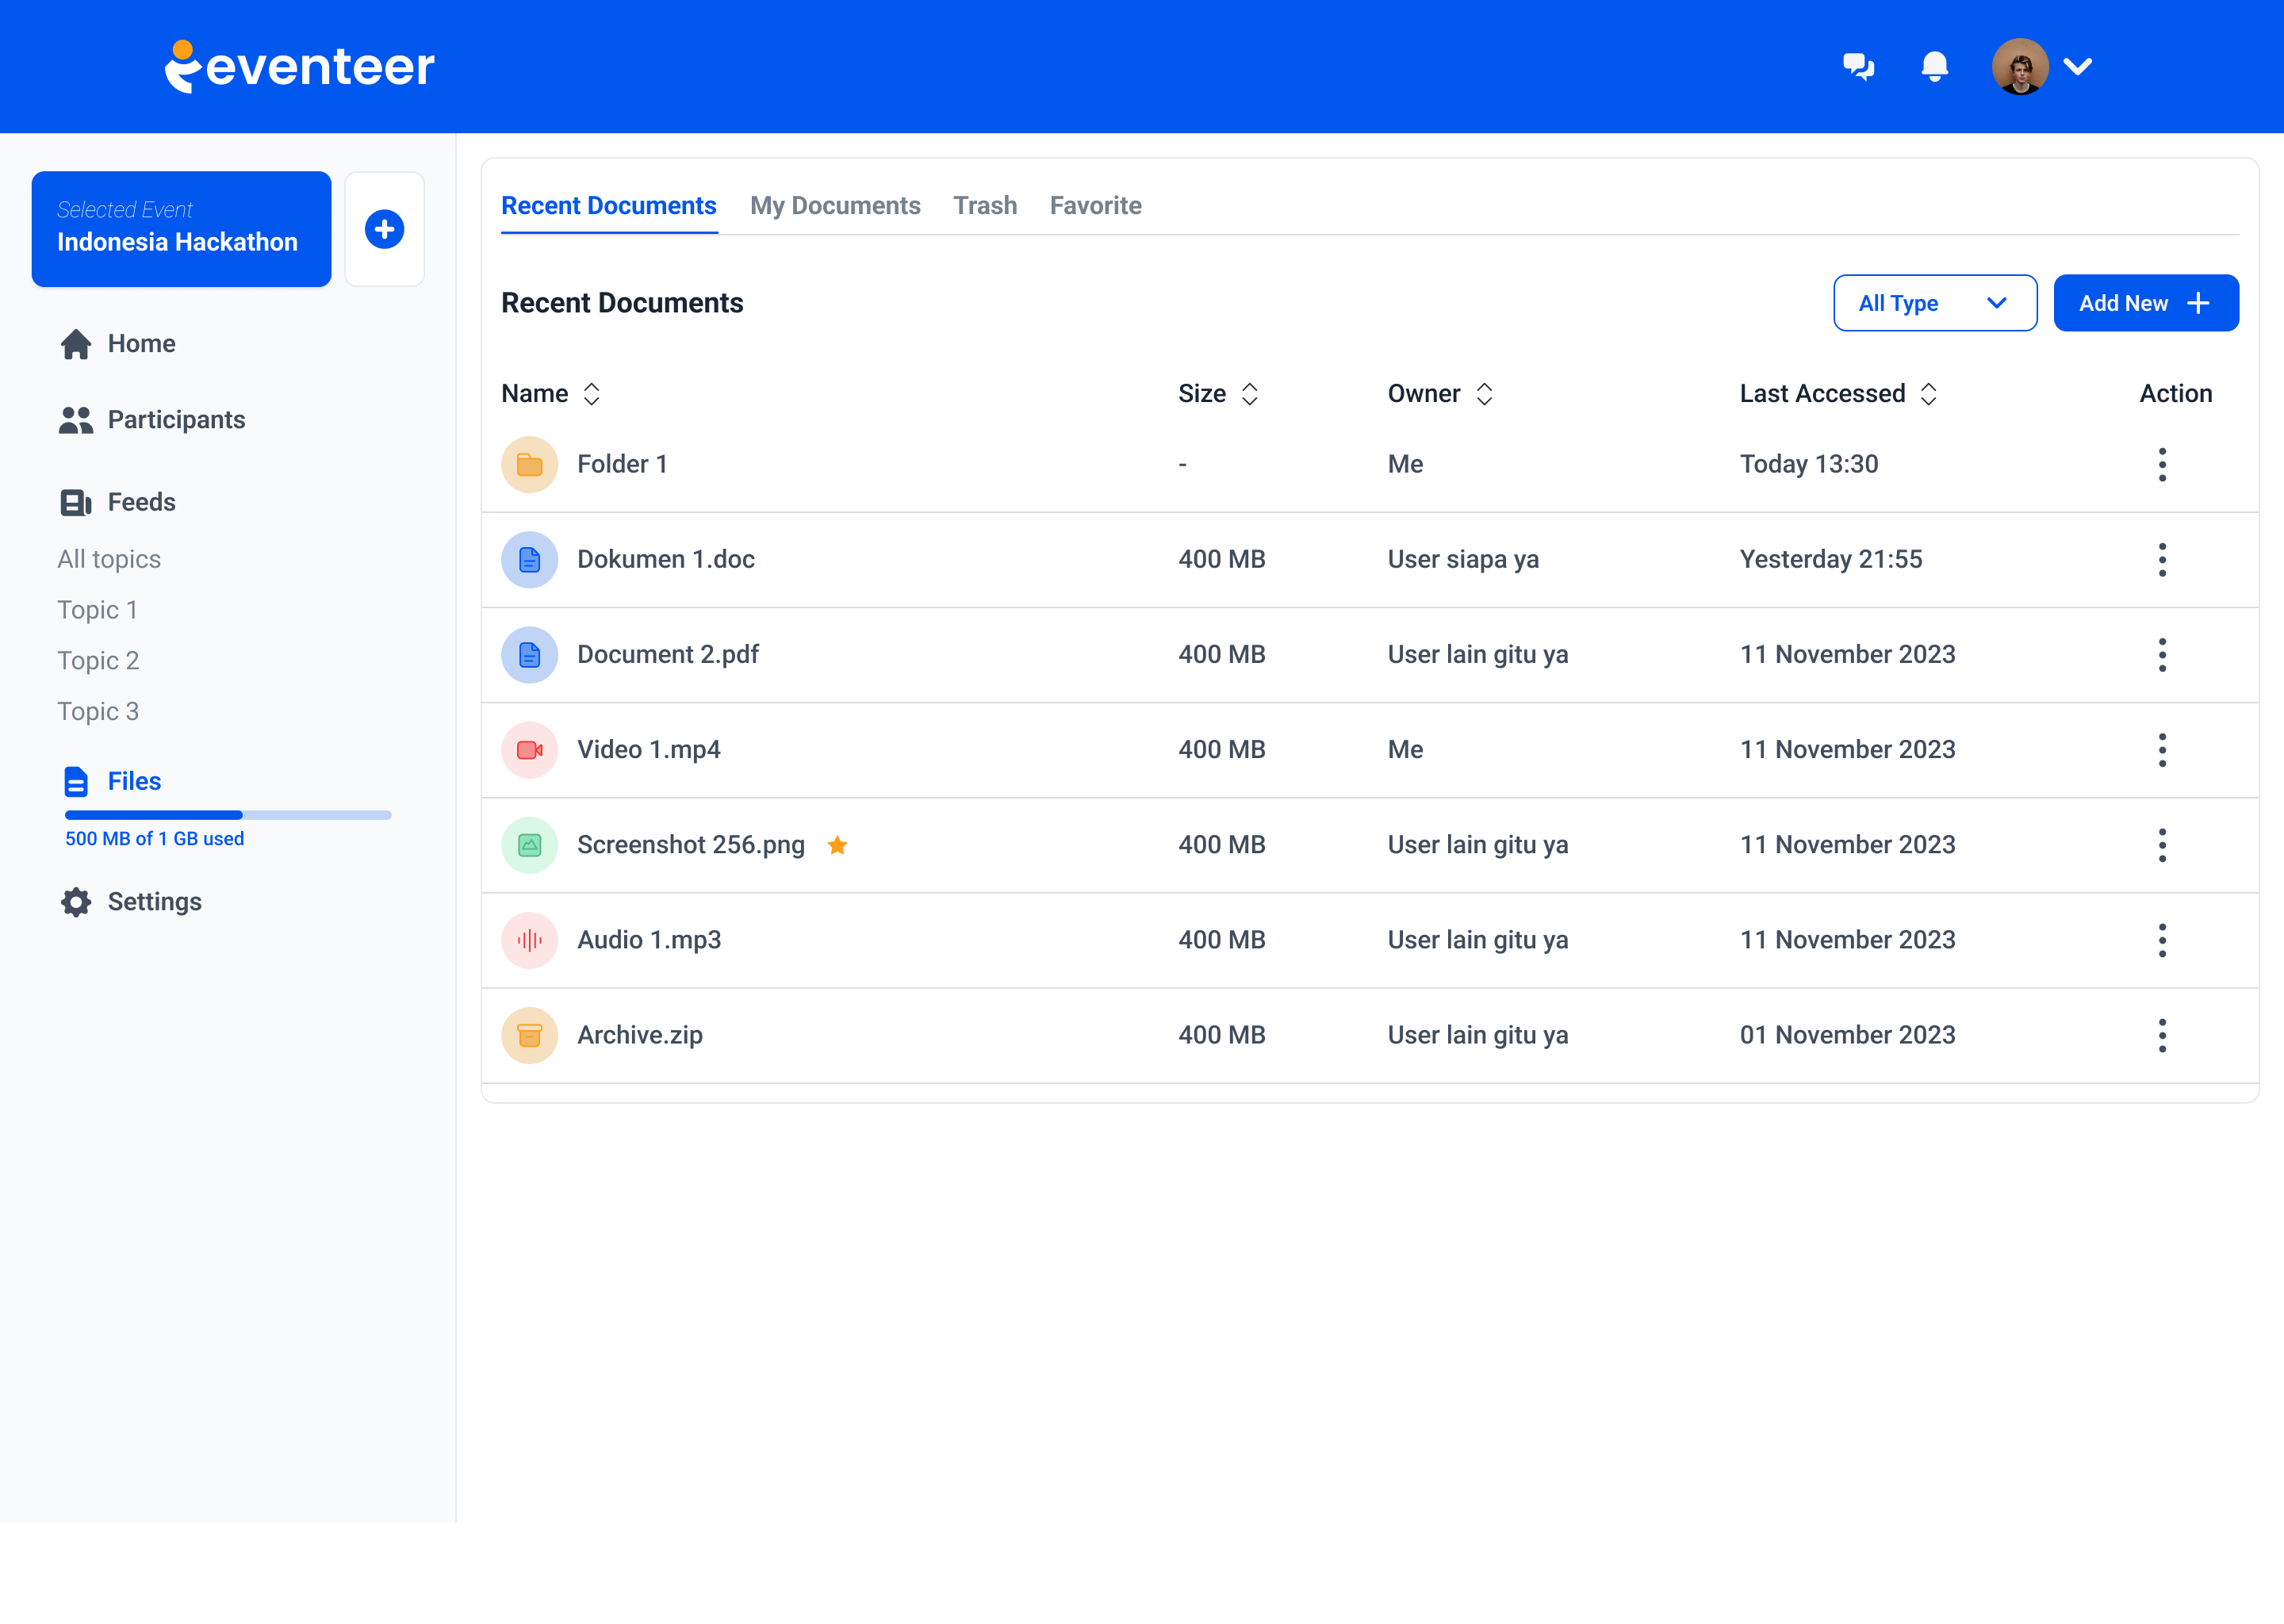 eventeer
Selected Event
Indonesia Hackathon
Home
Participants
Feeds
All topics
Topic 1
Topic 2
Topic 3
Files
500 MB of 1 GB used
Settings
Recent Documents My Documents Trash Favorite
Recent Documents All Type Add New
Name Size Owner Last Accessed Action
Folder 1 - Me Today 13:30
Dokumen 1.doc 400 MB User siapa ya Yesterday 21:55
Document 2.pdf 400 MB User lain gitu ya 11 November 2023
Video 1.mp4 400 MB Me 11 November 2023
Screenshot 256.png 400 MB User lain gitu ya 11 November 2023
Audio 1.mp3 400 MB User lain gitu ya 11 November 2023
Archive.zip 400 MB User lain gitu ya 01 November 2023